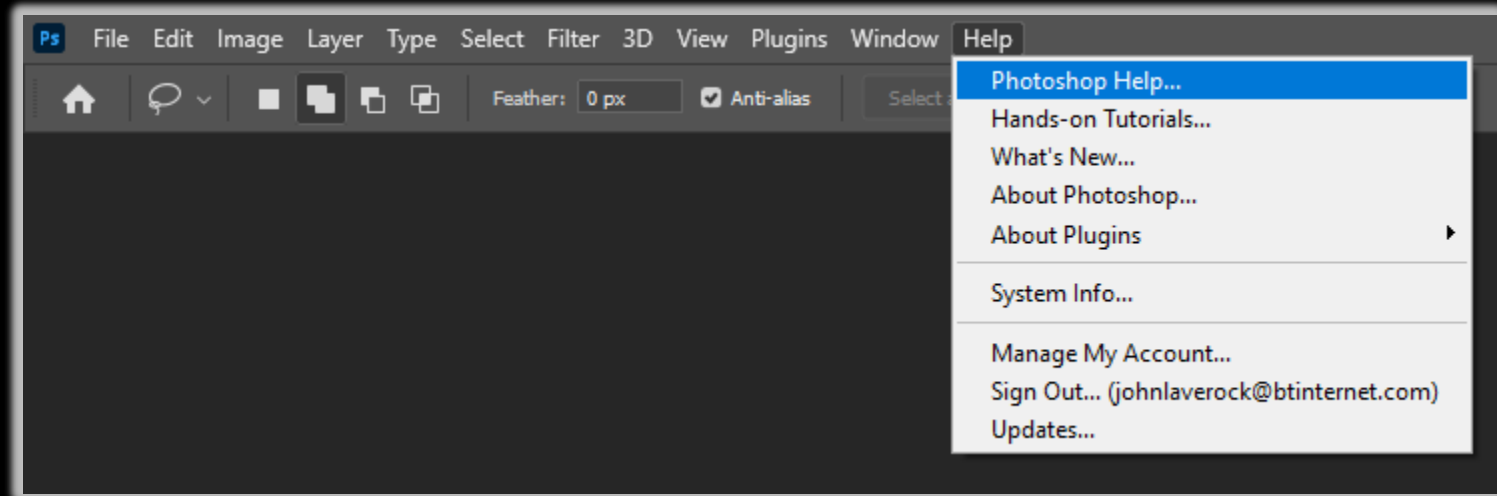 Ps File Edit Image Layer Type Select Filter 3D View Plugins Window Help
Feather: 0 px Anti-alias Select
Photoshop Help...
Hands-on Tutorials...
What's New...
About Photoshop...
About Plugins
System Info...
Manage My Account...
Sign Out... (johnlaverock@btinternet.com)
Updates...